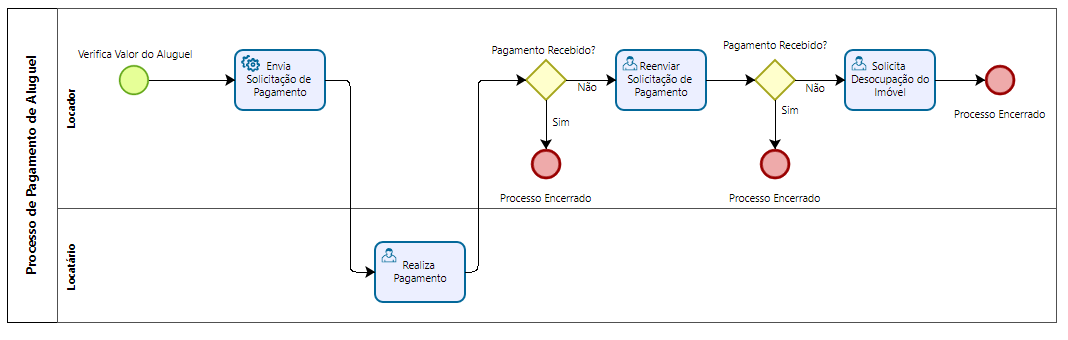 Processo de Pagamento de Aluguel
Locador
Verifica Valor do Aluguel
Envia
Solicitação de
Pagamento
Pagamento Recebido?
Não
Sim
Processo Encerrado
Reenviar
Solicitação de
Pagamento
Pagamento Recebido?
Não
Sim
Processo Encerrado
Solicita
Desocupação do
Imóvel
Processo Encerrado
Locatário
Realiza
Pagamento